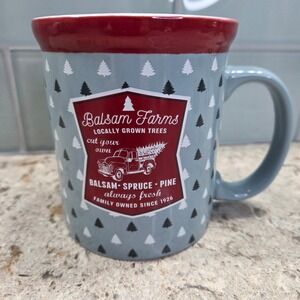 Balsam Farms
LOCALLY GROWN TREES
cut your
own
BALSAM · SPRUCE · PINE
always fresh
FAMILY OWNED SINCE 1926